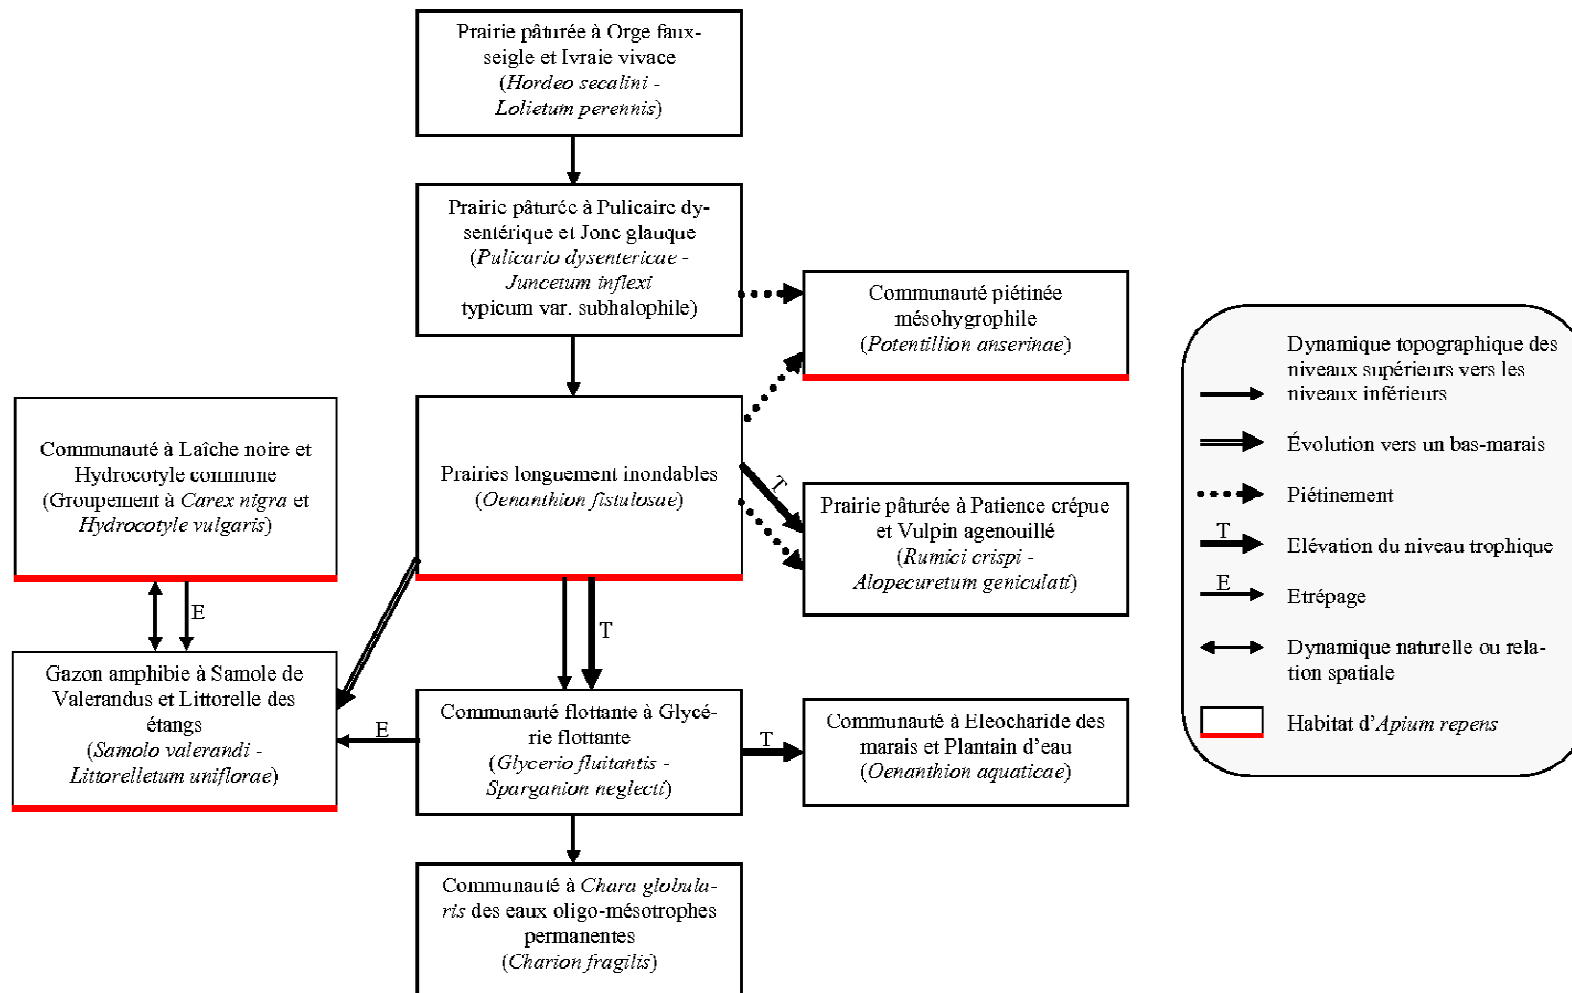 Prairie pâturée à Orge faux-
seigle et Ivraie vivace
(Hordeo secalini -
Lolietum perennis)
Prairie pâturée à Pulicaire dy-
sentérique et Jonc glauque
(Pulicario dysentericae -
Juncetum inflexi
typicum var. subhalophile)
Communauté piétinée
mésohygrophile
(Potentillion anserinae)
Communauté à Laîche noire et
Hydrocotyle commune
(Groupement à Carex nigra et
Hydrocotyle vulgaris)
Prairies longuement inondables
(Oenanthion fistulosae)
T
Prairie pâturée à Patience crépue
et Vulpin agenouillé
(Rumici crispi -
Alopecuretum geniculati)
E
T
Gazon amphibie à Samole de
Valerandus et Littorelle des
étangs
(Samolo valerandi -
Littorelletum uniflorae)
E
Communauté flottante à Glycé-
rie flottante
(Glycerio fluitantis -
Sparganion neglecti)
T
Communauté à Eleocharide des
marais et Plantain d'eau
(Oenanthion aquaticae)
Communauté à Chara globula-
ris des eaux oligo-mésotrophes
permanentes
(Charion fragilis)
Dynamique topographique des
niveaux supérieurs vers les
niveaux inférieurs
Évolution vers un bas-marais
Piétinement
T
Elévation du niveau trophique
E
Etrépage
Dynamique naturelle ou rela-
tion spatiale
Habitat d'Apium repens